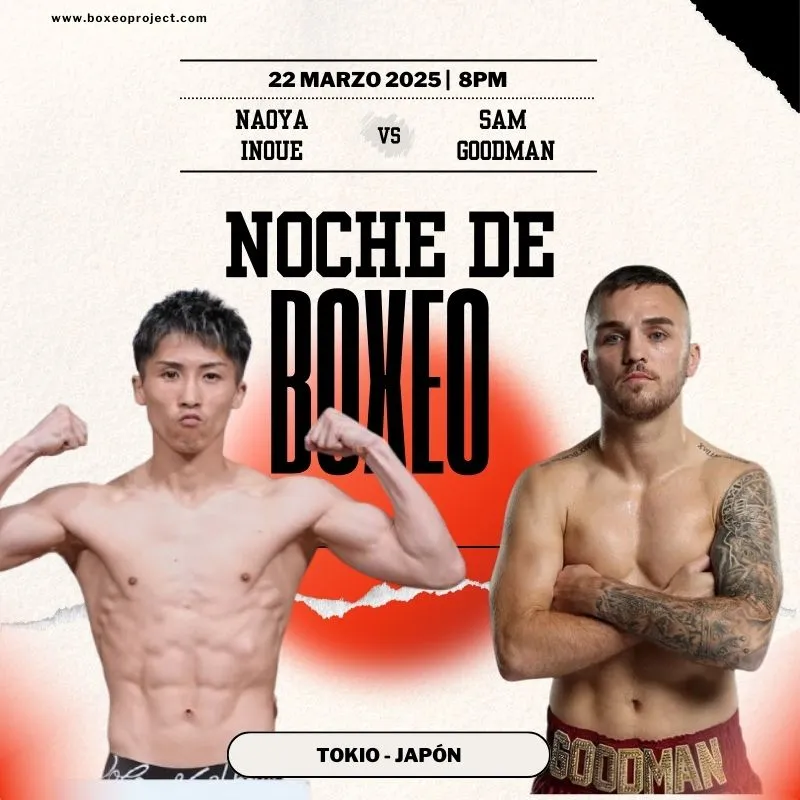 www.boxeoproject.com
22 MARZO 2025 | 8PM
NAOYA
INOUE
VS
SAM
GOODMAN
NOCHE DE
BOXEO
GOODMAN
TOKIO - JAPÓN